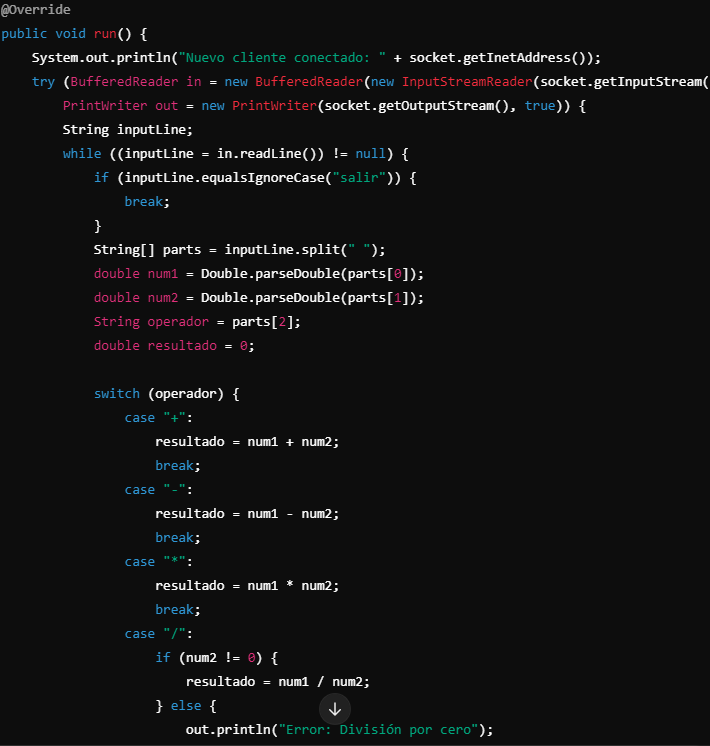 @Override
public void run() {
    System.out.println("Nuevo cliente conectado: " + socket.getInetAddress());
    try (BufferedReader in = new BufferedReader(new InputStreamReader(socket.getInputStream(
        PrintWriter out = new PrintWriter(socket.getOutputStream(), true)) {
        String inputLine;
        while ((inputLine = in.readLine()) != null) {
            if (inputLine.equalsIgnoreCase("salir")) {
                break;
            }
            String[] parts = inputLine.split(" ");
            double num1 = Double.parseDouble(parts[0]);
            double num2 = Double.parseDouble(parts[1]);
            String operador = parts[2];
            double resultado = 0;

            switch (operador) {
                case "+":
                    resultado = num1 + num2;
                    break;
                case "-":
                    resultado = num1 - num2;
                    break;
                case "*":
                    resultado = num1 * num2;
                    break;
                case "/":
                    if (num2 != 0) {
                        resultado = num1 / num2;
                    } else {
                        out.println("Error: División por cero");